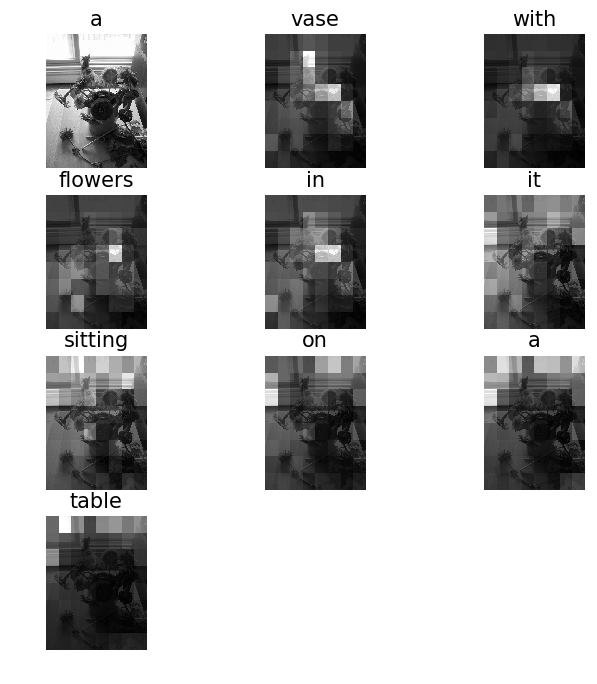 a vase with
flowers in it
sitting on a
table